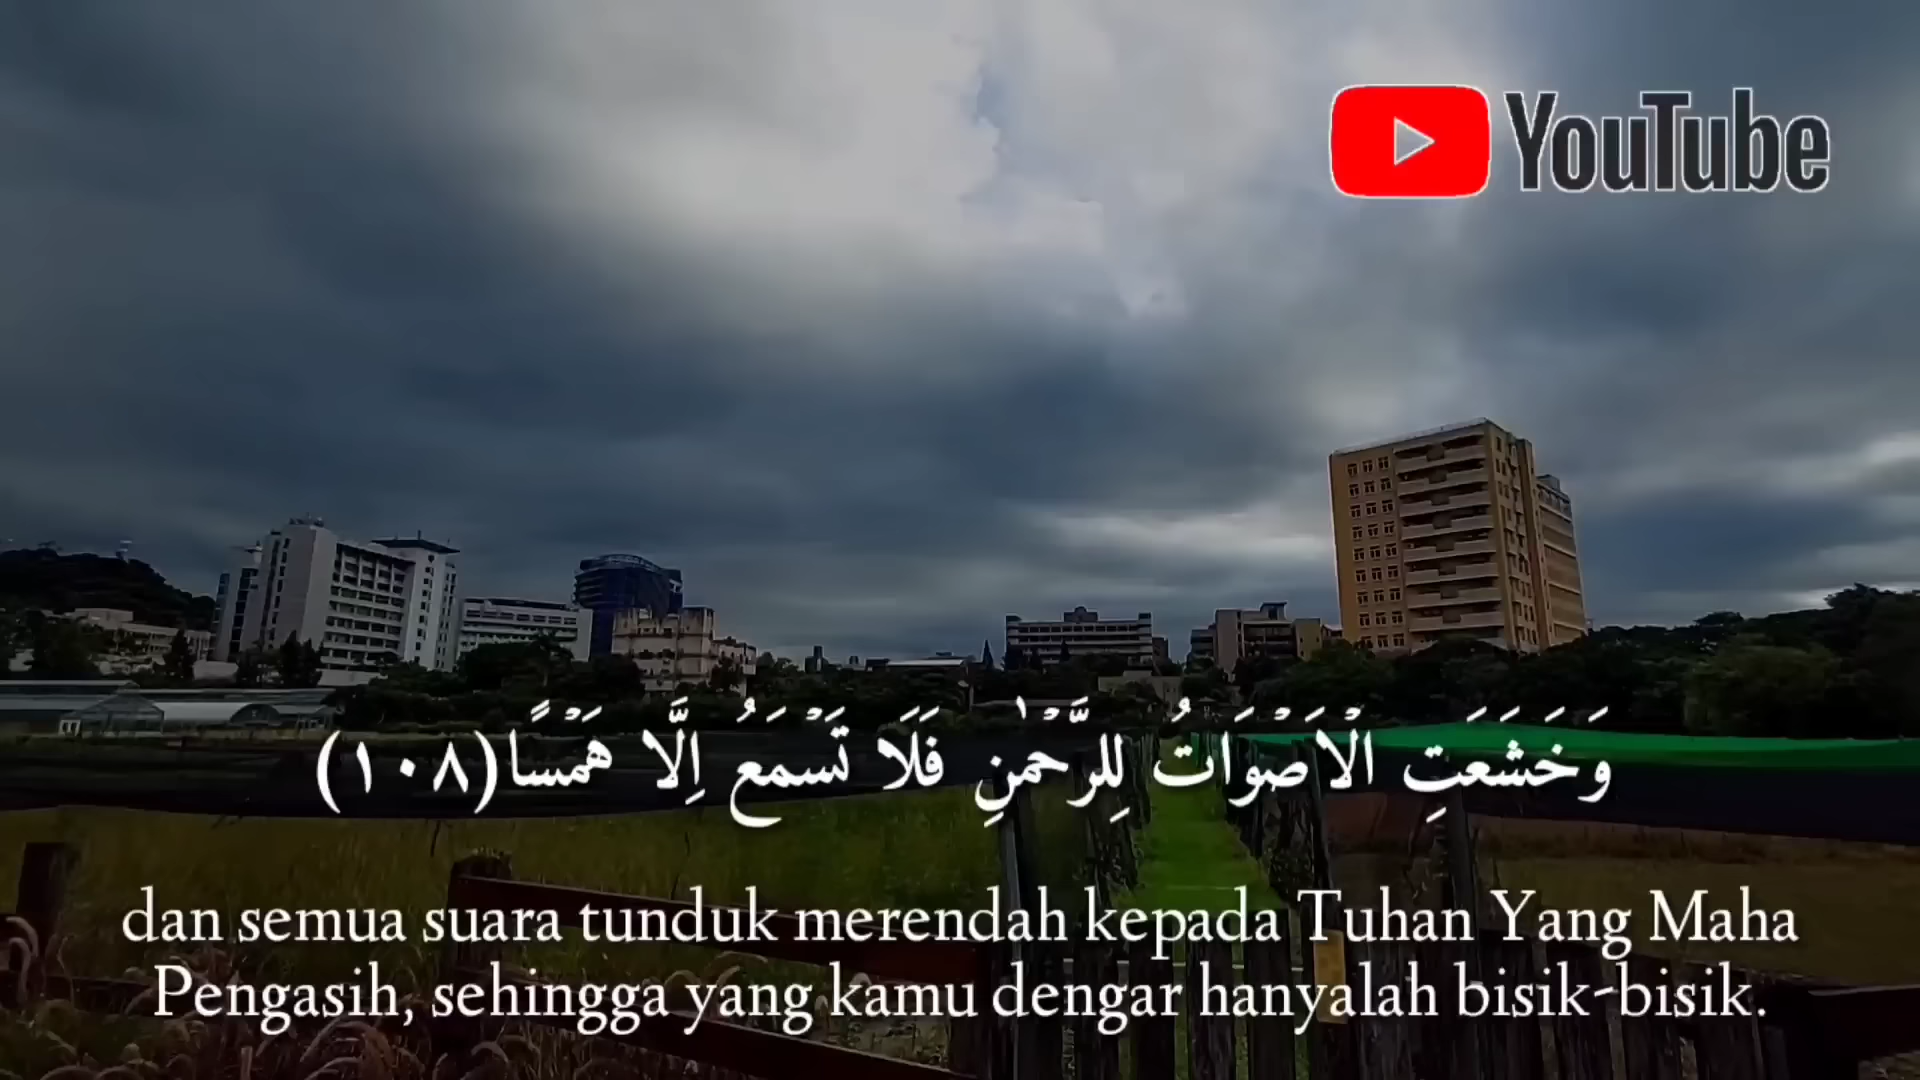 YouTube
وَخَشَعَتِ الْاَصْوَاتُ لِلرَّحْمٰنِ فَلَا تَسْمَعُ اِلَّا هَمْسًا (١٠٨)
dan semua suara tunduk merendah kepada Tuhan Yang Maha
Pengasih, sehingga yang kamu dengar hanyalah bisik-bisik.